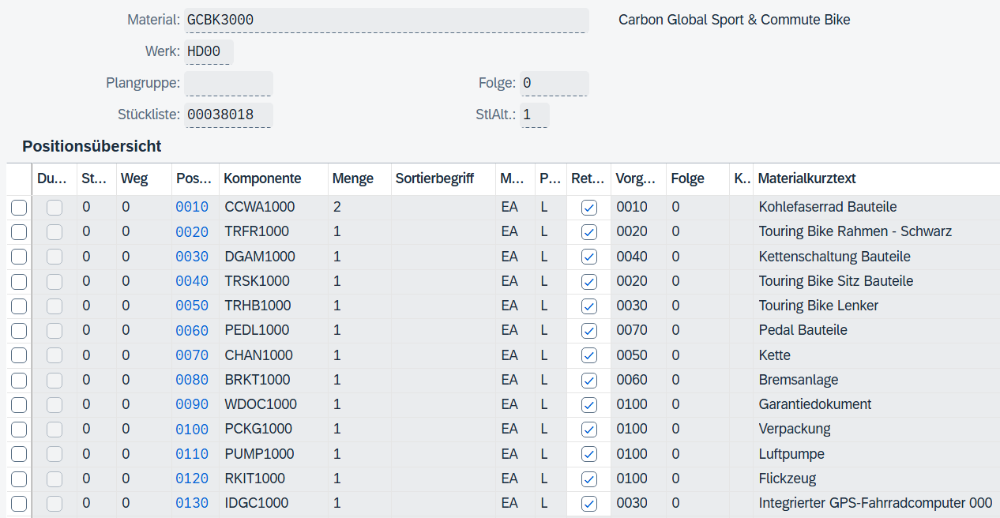 Material: GCBK3000 Carbon Global Sport & Commute Bike
Werk: HD00
Plangruppe: Folge: 0
Stückliste: 00038018 StlAlt.: 1
Positionsübersicht
Du... St... Weg Pos... Komponente Menge Sortierbegriff M... P... Ret... Vorg... Folge K.. Materialkurztext
0 0 0010 CCWA1000 2 EA L 0010 0 Kohlefaserrad Bauteile
0 0 0020 TRFR1000 1 EA L 0020 0 Touring Bike Rahmen - Schwarz
0 0 0030 DGAM1000 1 EA L 0040 0 Kettenschaltung Bauteile
0 0 0040 TRSK1000 1 EA L 0020 0 Touring Bike Sitz Bauteile
0 0 0050 TRHB1000 1 EA L 0030 0 Touring Bike Lenker
0 0 0060 PEDL1000 1 EA L 0070 0 Pedal Bauteile
0 0 0070 CHAN1000 1 EA L 0050 0 Kette
0 0 0080 BRKT1000 1 EA L 0060 0 Bremsanlage
0 0 0090 WDOC1000 1 EA L 0100 0 Garantiedokument
0 0 0100 PCKG1000 1 EA L 0100 0 Verpackung
0 0 0110 PUMP1000 1 EA L 0100 0 Luftpumpe
0 0 0120 RKIT1000 1 EA L 0100 0 Flickzeug
0 0 0130 IDGC1000 1 EA L 0030 0 Integrierter GPS-Fahrradcomputer 000